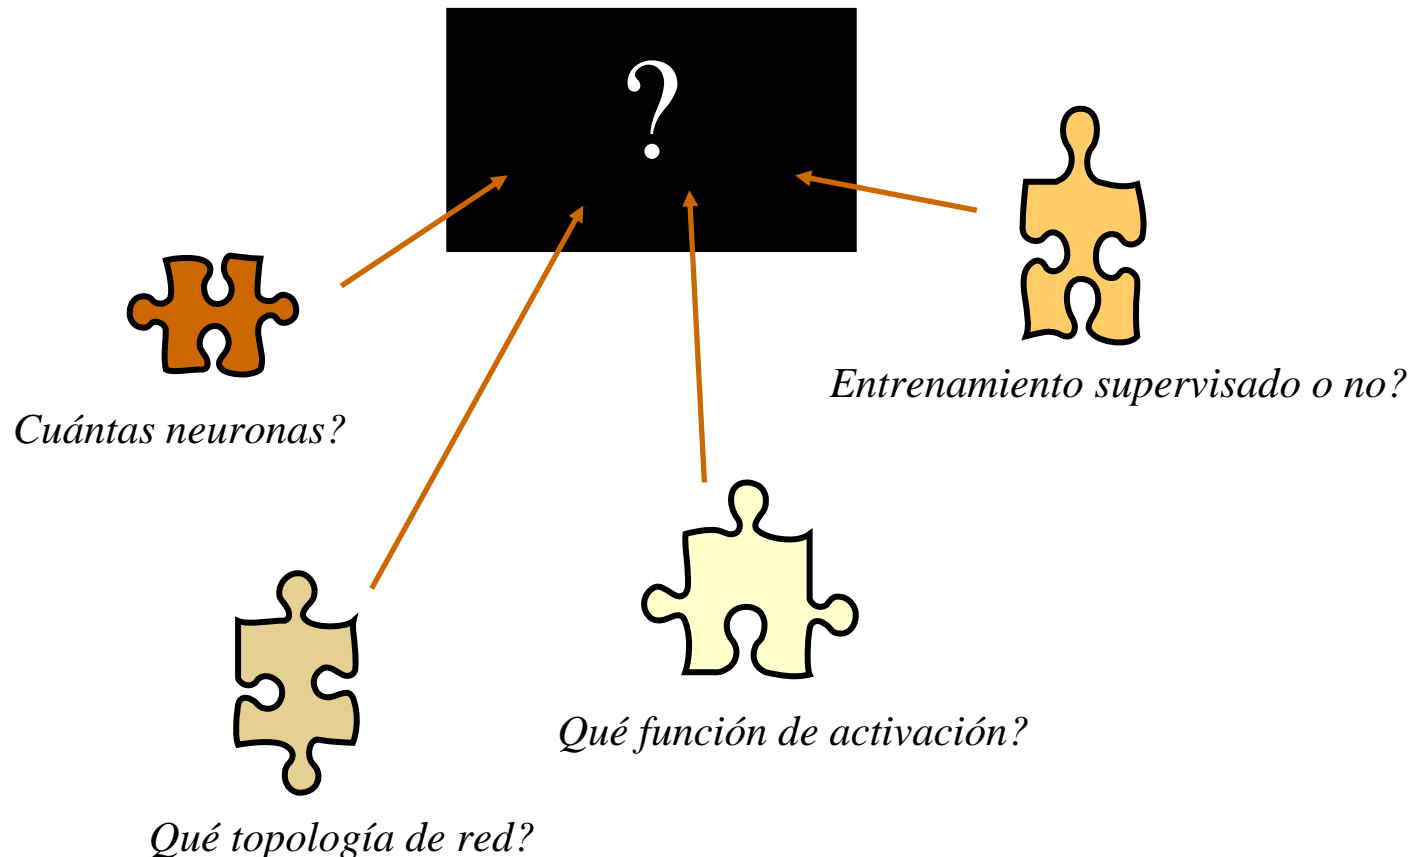 ?
Entrenamiento supervisado o no?
Cuántas neuronas?
Qué función de activación?
Qué topología de red?